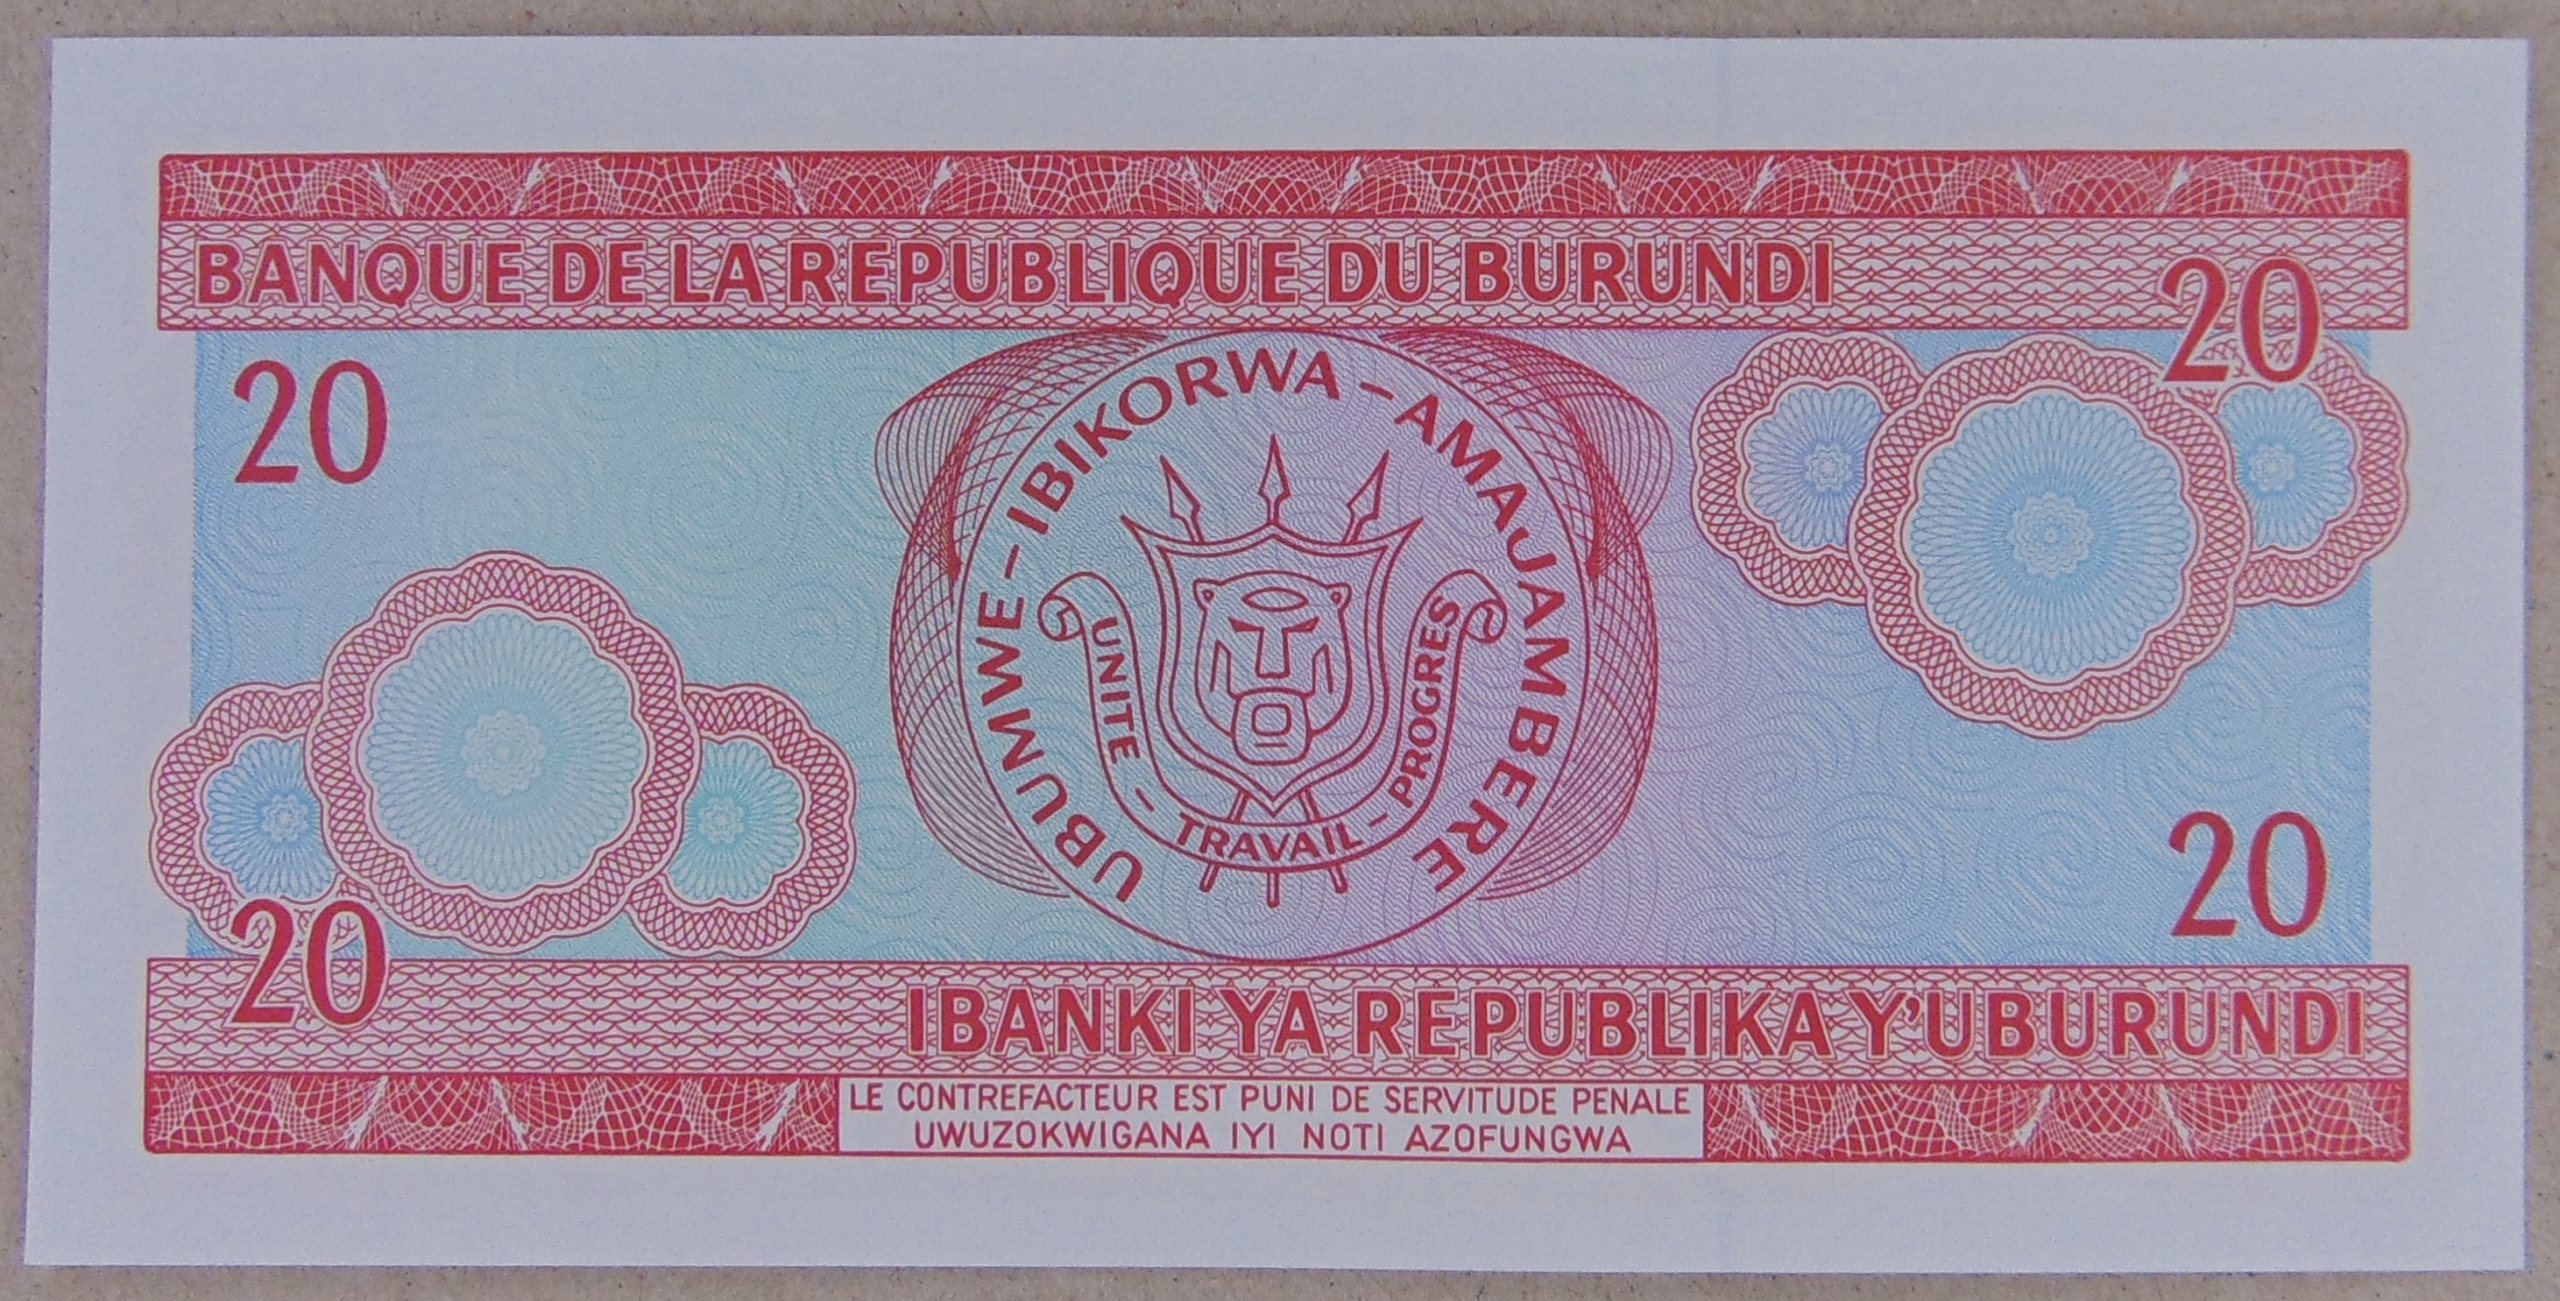 BANQUE DE LA REPUBLIQUE DU BURUNDI
20
20
UBUMWE - IBIKORWA - AMAJAMBERE
UNITE - TRAVAIL - PROGRES
20
20
IBANKI YA REPUBLIKA Y'UBURUNDI
LE CONTREFACTEUR EST PUNI DE SERVITUDE PENALE
UWUZOKWIGANA IYI NOTI AZOFUNGWA